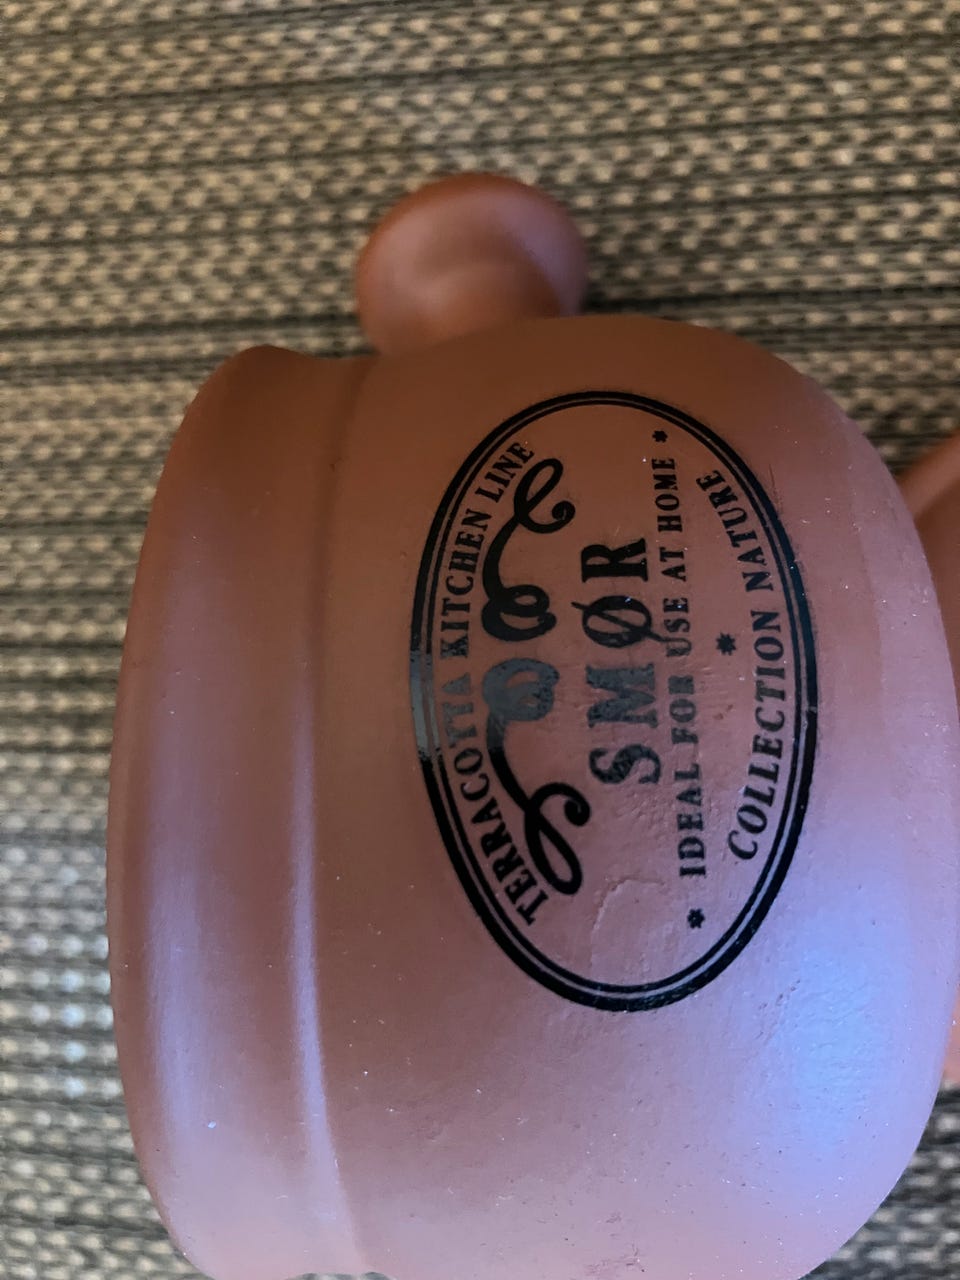 TERRACOTTA KITCHEN LINE
SMØR
* IDEAL FOR USE AT HOME *
*
COLLECTION NATURE